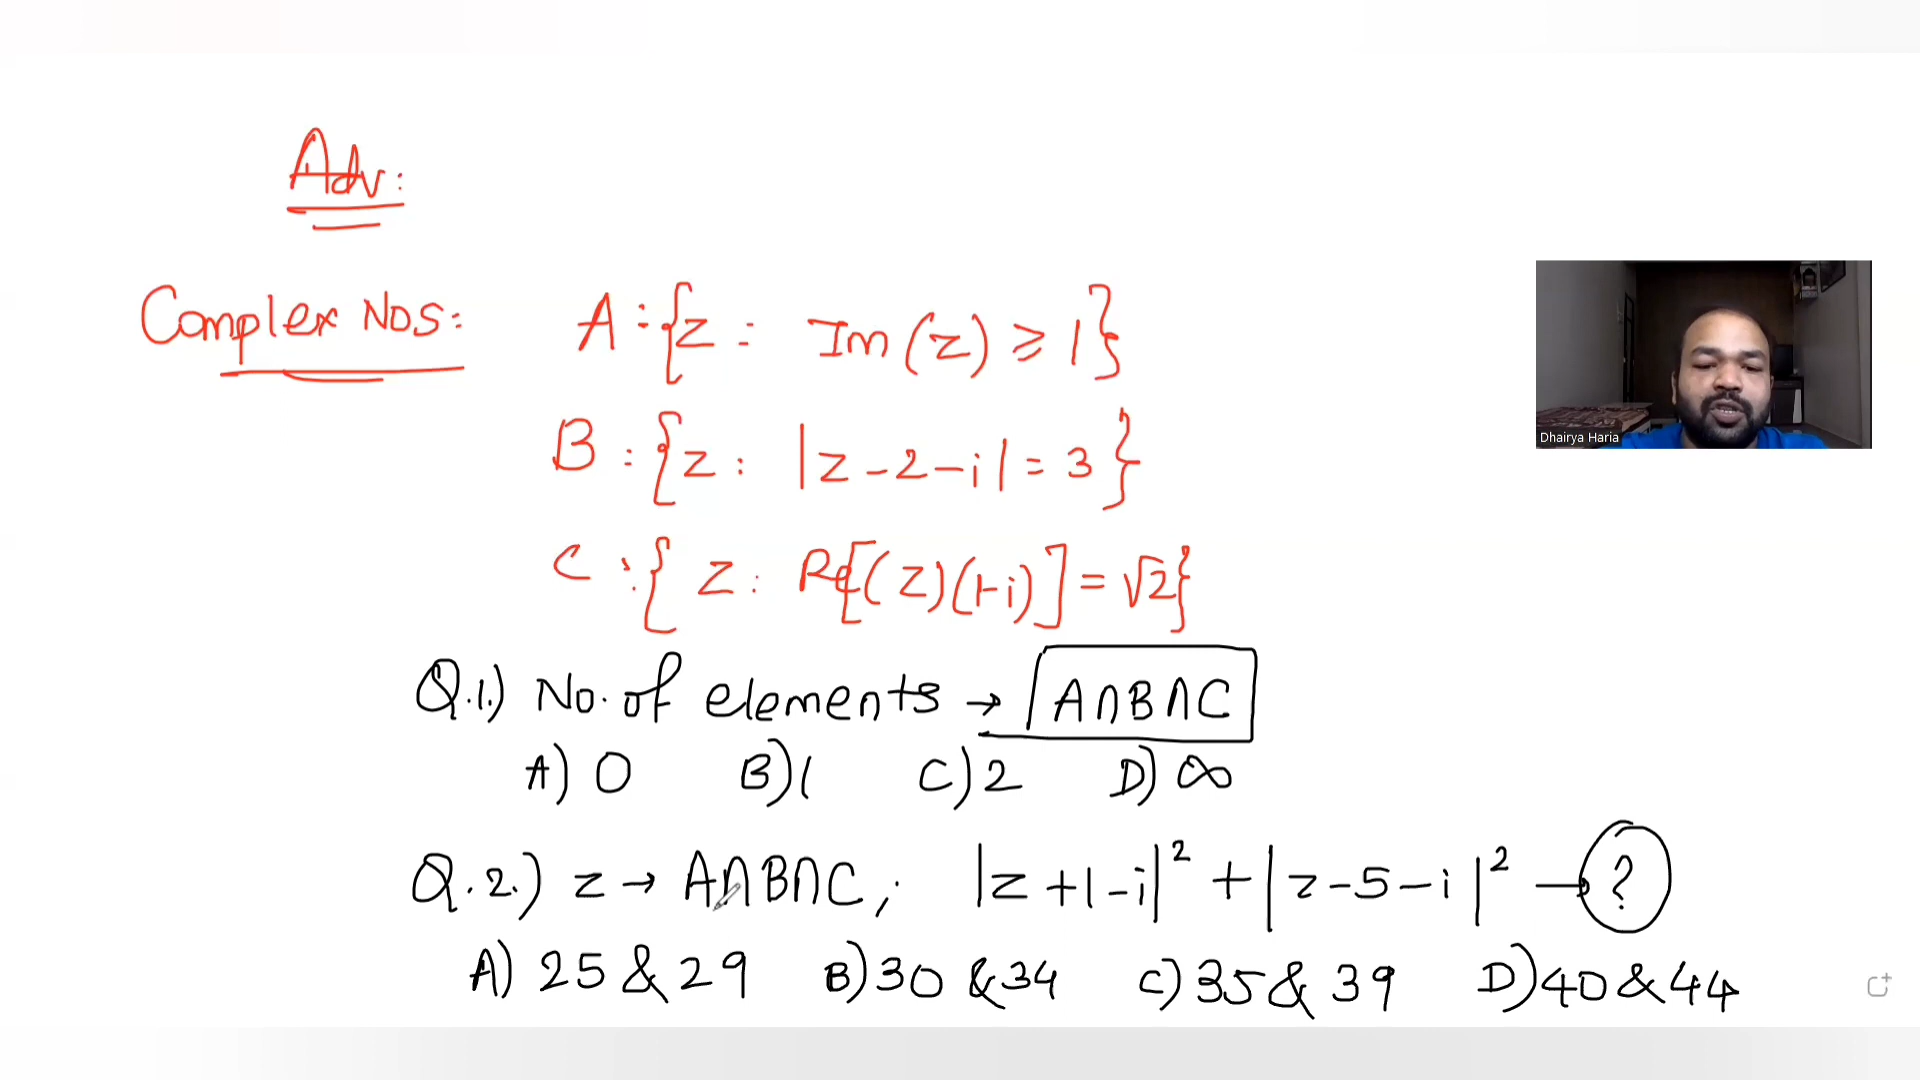 Adv:
Complex Nos: A:{z: Im(z) ⩾ 1}
B:{z: |z-2-i| = 3}
C:{z: Re[(z)(1-i)] = √2}
Q.1.) No. of elements → A∩B∩C
A) 0 B) 1 C) 2 D) ∞
Q.2.) z → A∩B∩C; |z+1-i|² + |z-5-i|² → ?
A) 25 & 29 B) 30 & 34 C) 35 & 39 D) 40 & 44
Dhairya Haria